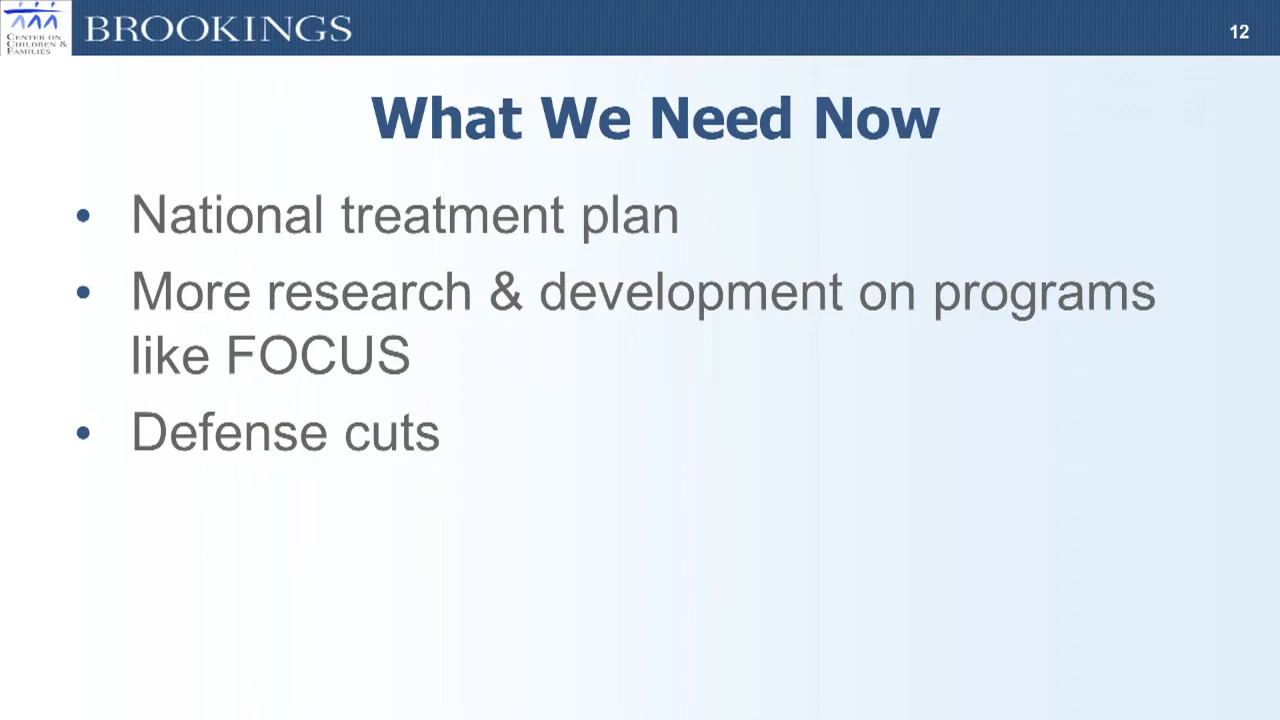 CENTER ON
CHILDREN &
FAMILIES
BROOKINGS
12
What We Need Now
• National treatment plan
• More research & development on programs
like FOCUS
• Defense cuts